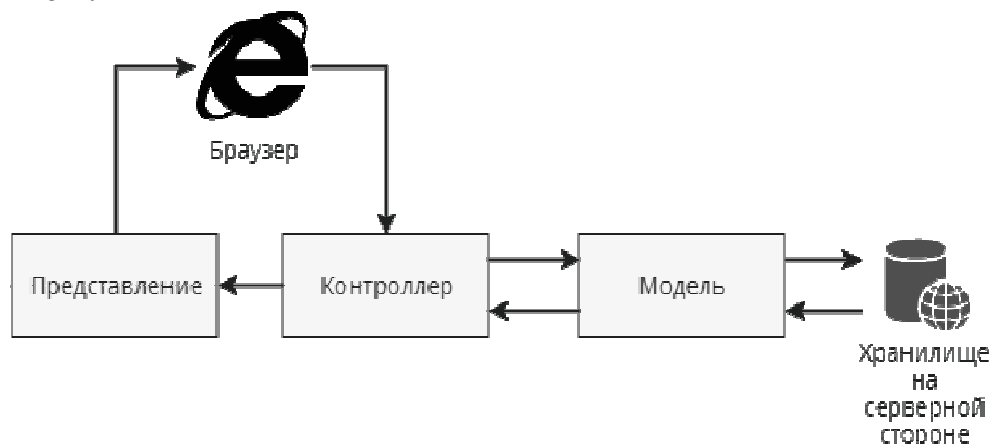 Браузер
Представление
Контроллер
Модель
Хранилище
на
серверной
стороне